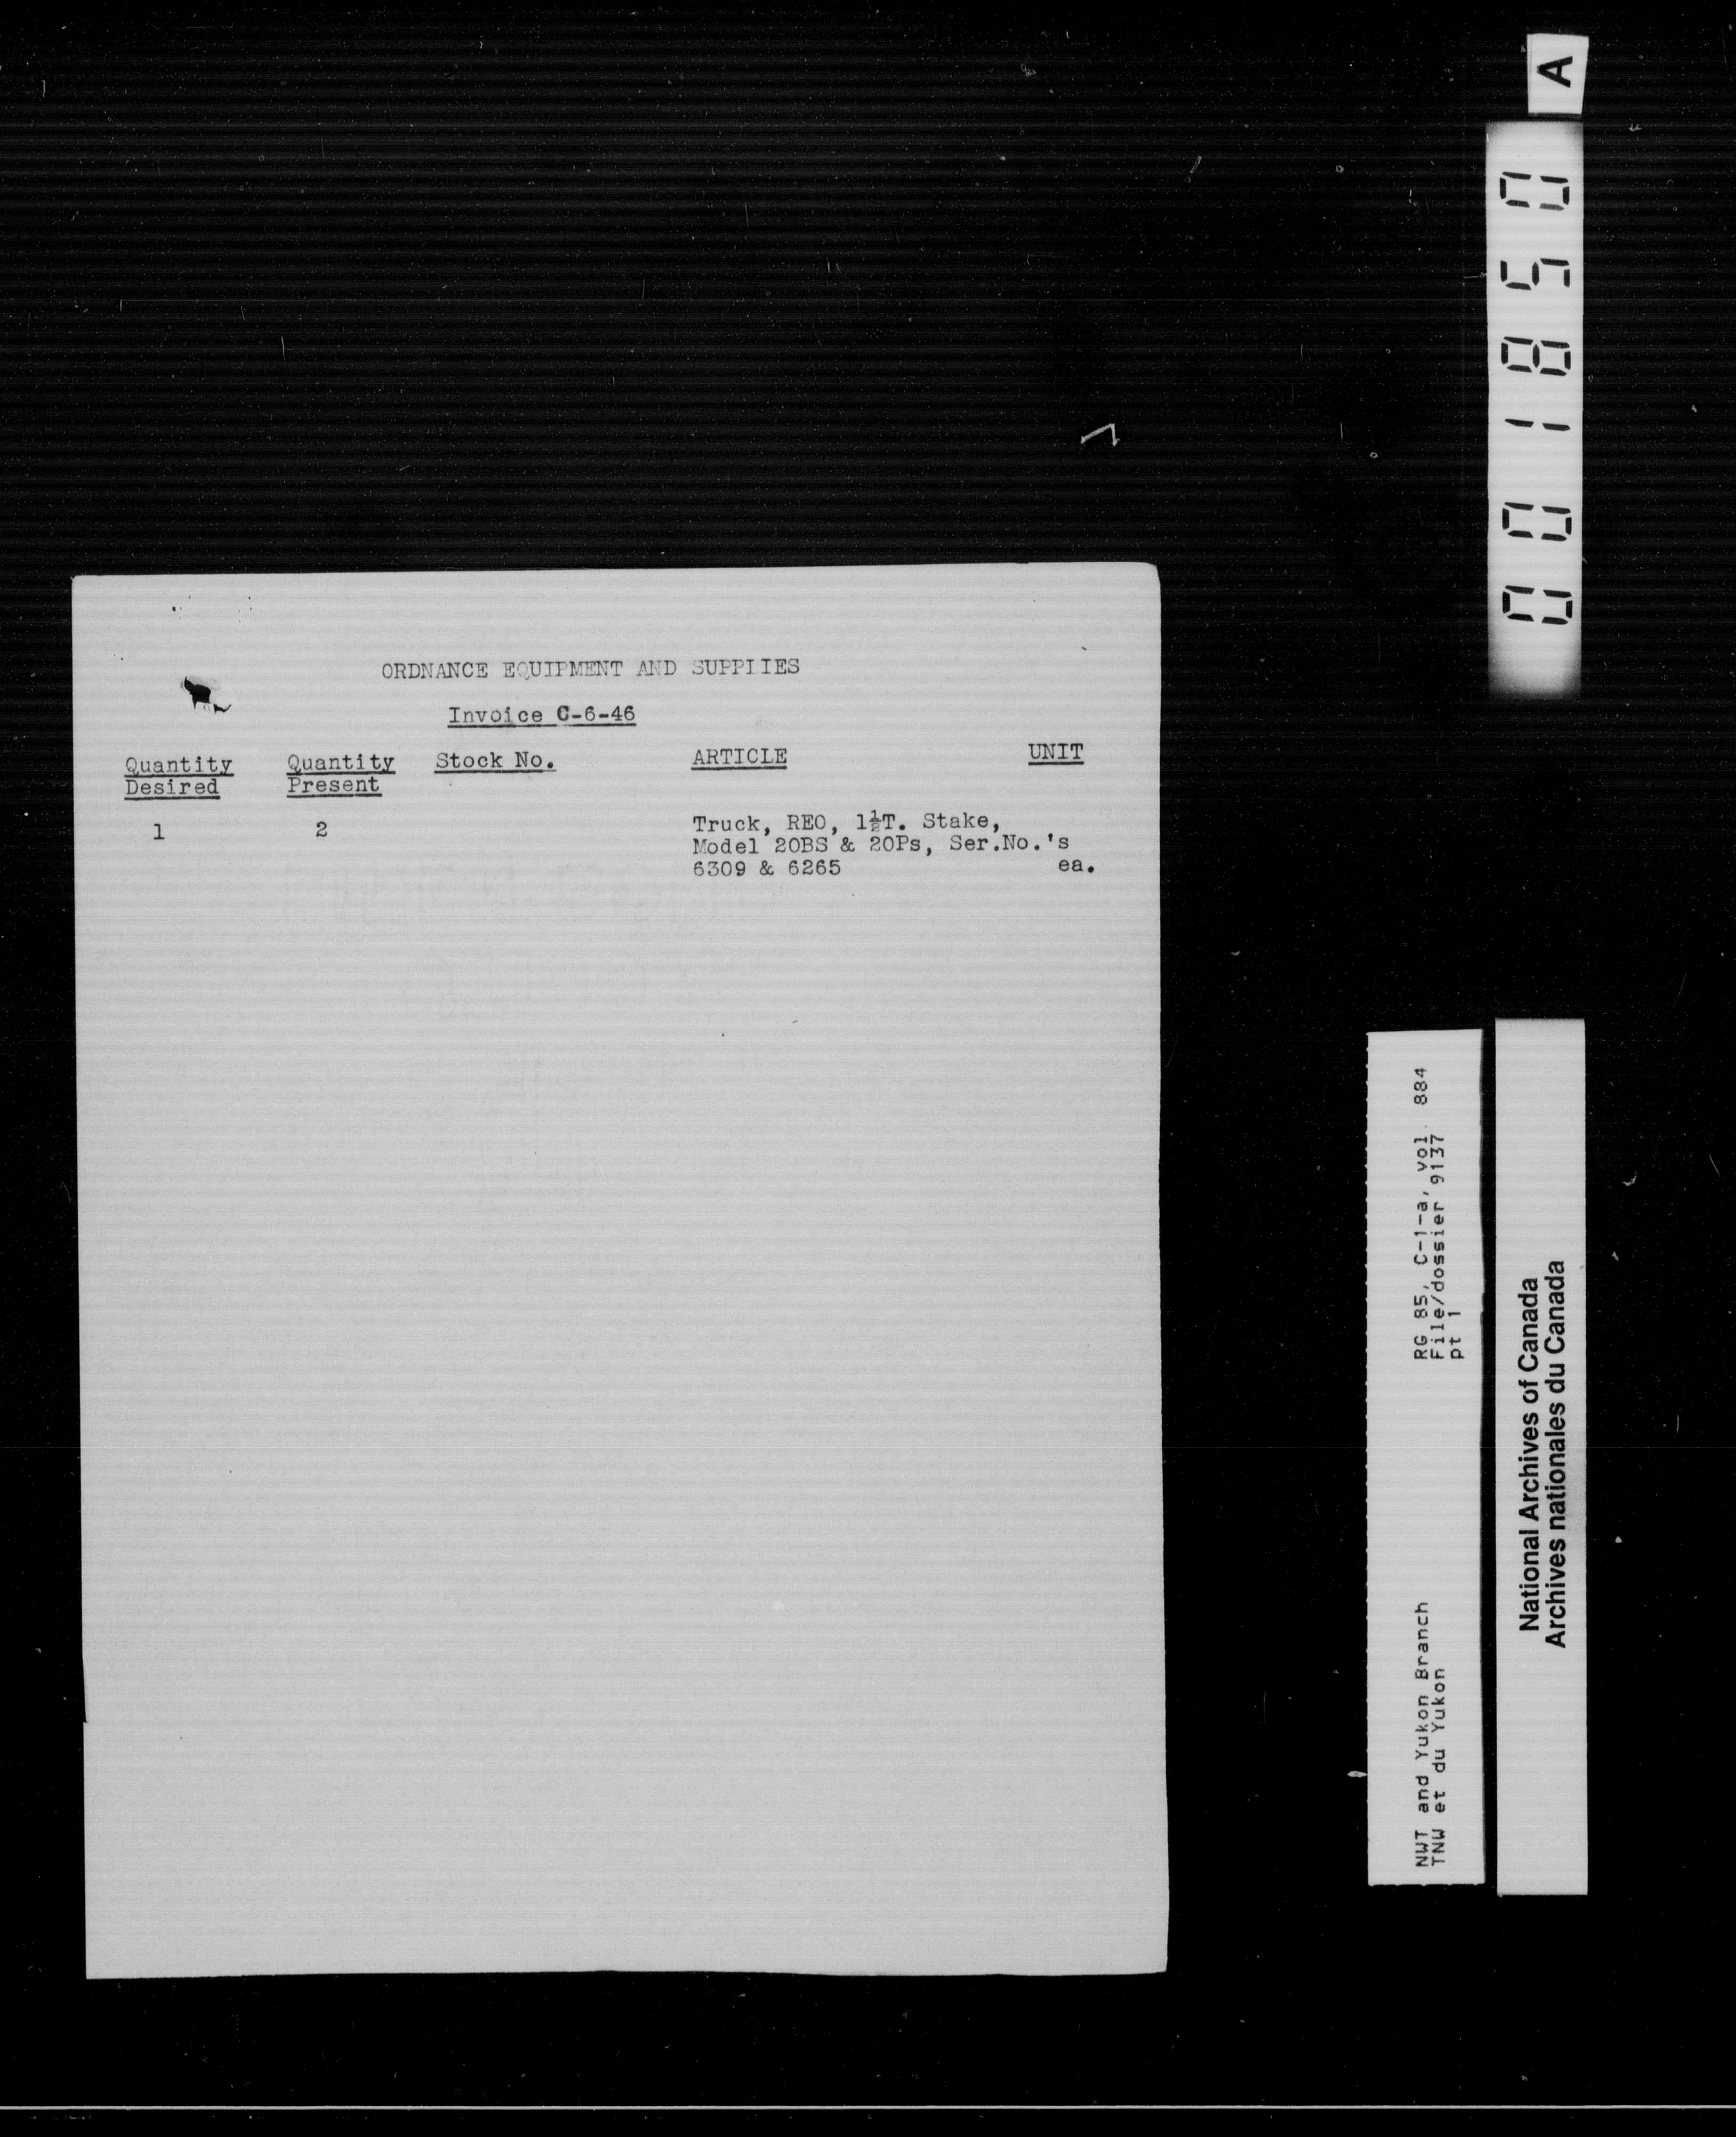 ORDNANCE EQUIPMENT AND SUPPLIES
Invoice C-6-46
Quantity Desired Quantity Present Stock No. ARTICLE UNIT
1 2 Truck, REO, 1½T. Stake,
Model 20BS & 20Ps, Ser.No.'s
6309 & 6265 ea.
A
001850
RG 85, C-1-a, vol. 884
File/dossier 9137
pt 1
NWT and Yukon Branch
TNW et du Yukon
National Archives of Canada
Archives nationales du Canada